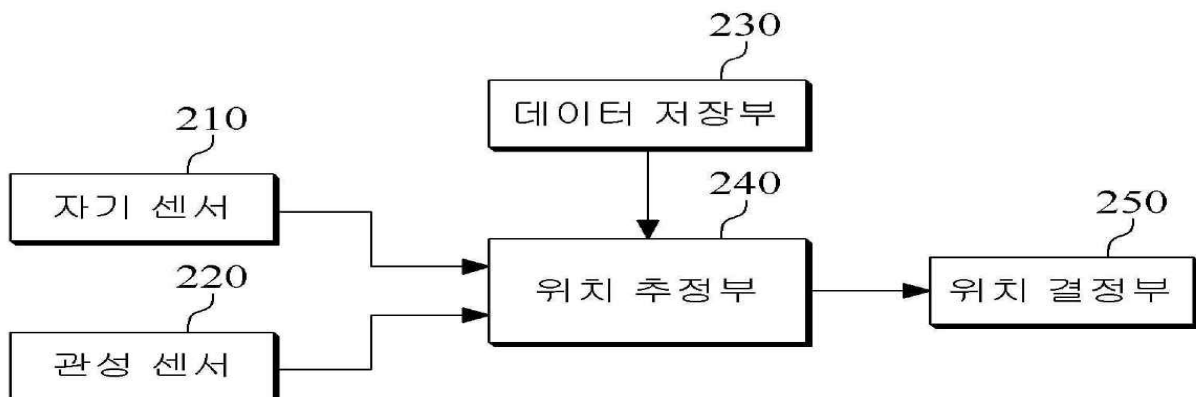 230
데이터 저장부
210
자기 센서
240
위치 추정부
250
위치 결정부
220
관성 센서